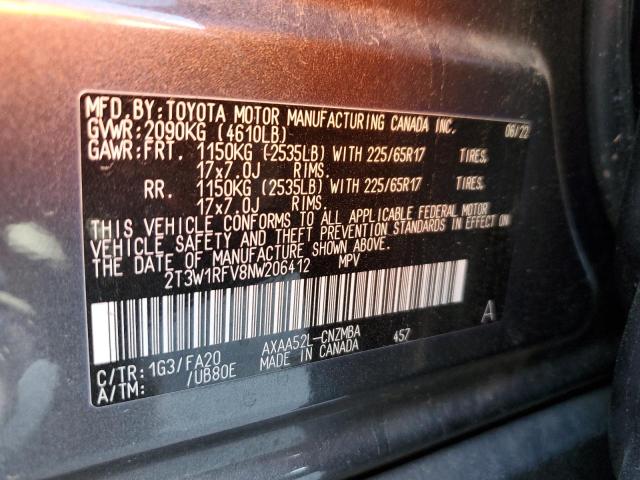 MFD.BY:TOYOTA MOTOR MANUFACTURING CANADA INC. 06/22
GVWR:2090KG (4610LB)
GAWR:FRT. 1150KG (2535LB) WITH 225/65R17 TIRES.
17x7.0J RIMS.
RR. 1150KG (2535LB) WITH 225/65R17 TIRES.
17x7.0J RIMS.
THIS VEHICLE CONFORMS TO ALL APPLICABLE FEDERAL MOTOR
VEHICLE SAFETY AND THEFT PREVENTION STANDARDS IN EFFECT ON
THE DATE OF MANUFACTURE SHOWN ABOVE.
2T3W1RFV8NW206412 MPV
A
C/TR: 1G3/FA20 AXAA52L-CNZMBA 457
A/TM: /UB80E MADE IN CANADA